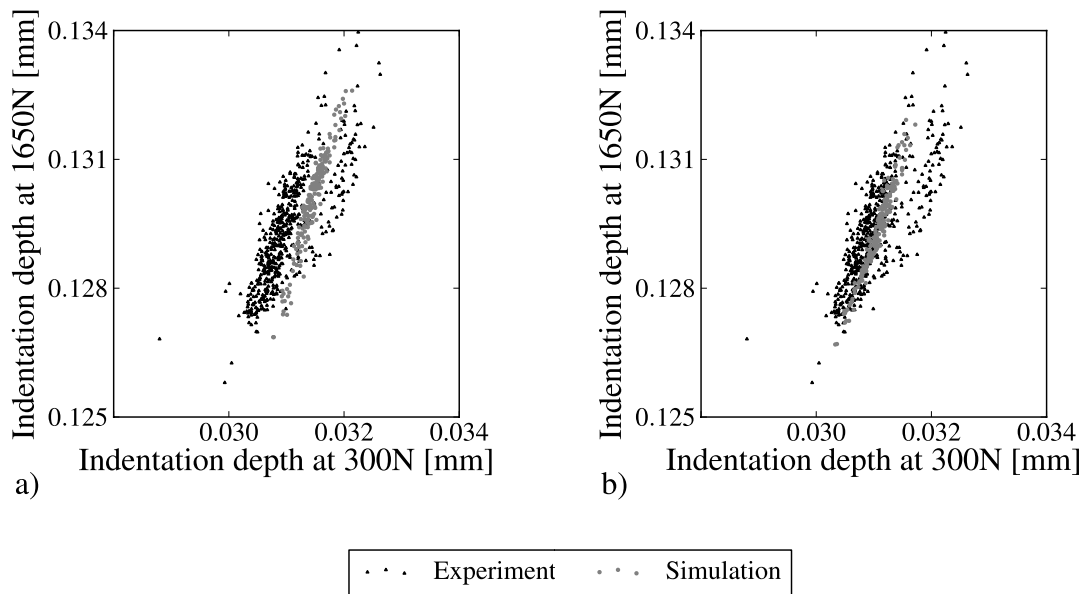 0.134
0.131
0.128
0.125
0.030 0.032 0.034
Indentation depth at 1650N [mm]
Indentation depth at 300N [mm]
a)
0.134
0.131
0.128
0.125
0.030 0.032 0.034
Indentation depth at 1650N [mm]
Indentation depth at 300N [mm]
b)
Experiment Simulation